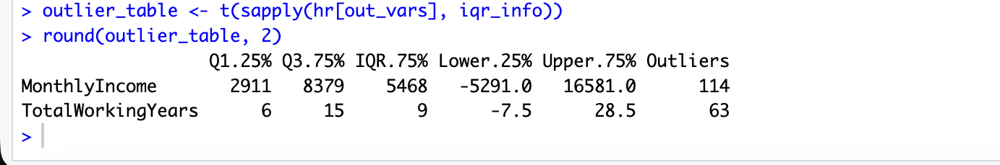 > outlier_table <- t(sapply(hr[out_vars], iqr_info))
> round(outlier_table, 2)
Q1.25% Q3.75% IQR.75% Lower.25% Upper.75% Outliers
MonthlyIncome 2911 8379 5468 -5291.0 16581.0 114
TotalWorkingYears 6 15 9 -7.5 28.5 63
>